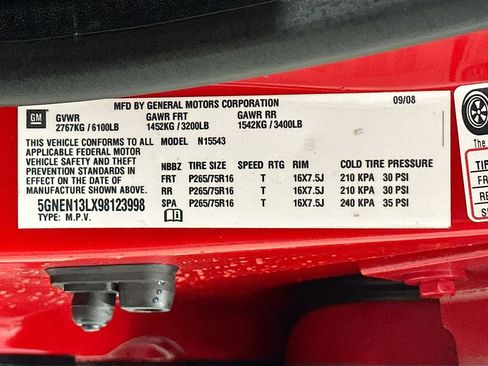 MFD BY GENERAL MOTORS CORPORATION 09/08
GM GVWR GAWR FRT GAWR RR
2767KG / 6100LB 1452KG / 3200LB 1542KG / 3400LB
THIS VEHICLE CONFORMS TO ALL MODEL N15543
APPLICABLE FEDERAL MOTOR
VEHICLE SAFETY AND THEFT
PREVENTION STANDARDS IN
EFFECT ON THE DATE OF
MANUFACTURE SHOWN ABOVE.
5GNEN13LX98123998
TYPE: M.P.V.
NBBZ TIRE SIZE SPEED RTG RIM COLD TIRE PRESSURE
FRT P265/75R16 T 16X7.5J 210 KPA 30 PSI
RR P265/75R16 T 16X7.5J 210 KPA 30 PSI
SPA P265/75R16 T 16X7.5J 240 KPA 35 PSI
The
TI
FR
RE
S